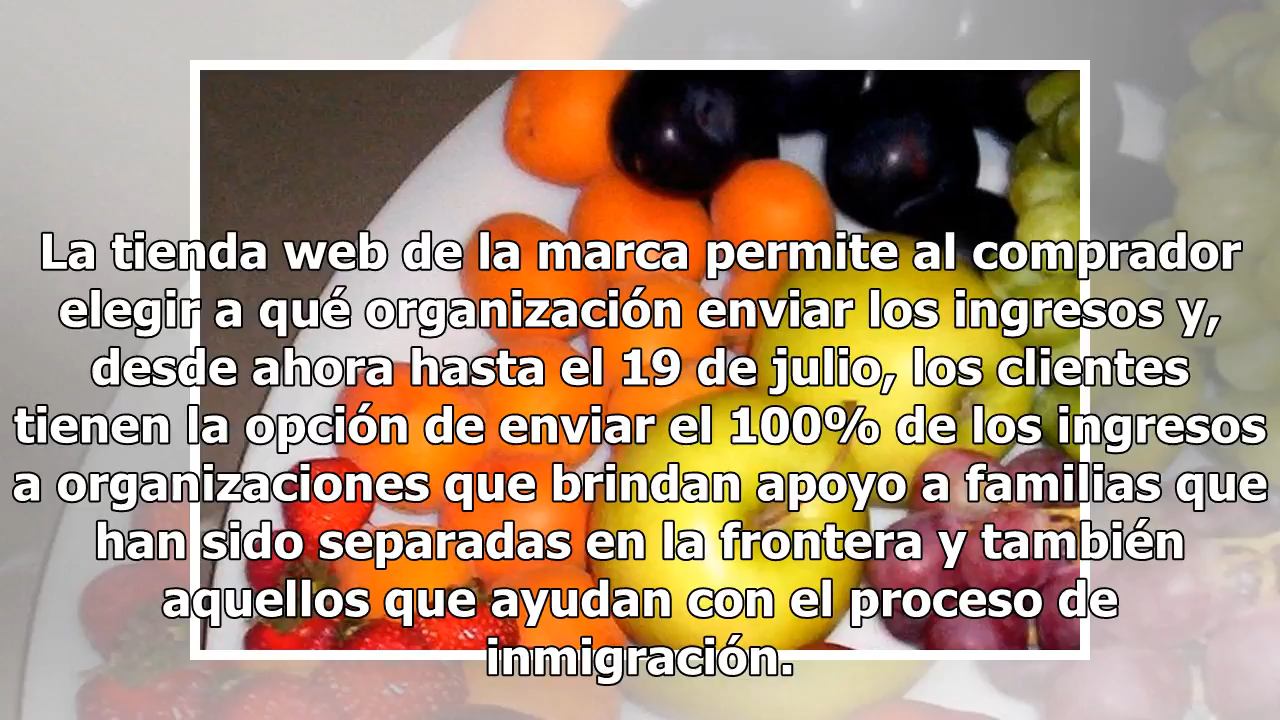 La tienda web de la marca permite al comprador
elegir a qué organización enviar los ingresos y,
desde ahora hasta el 19 de julio, los clientes
tienen la opción de enviar el 100% de los ingresos
a organizaciones que brindan apoyo a familias que
han sido separadas en la frontera y también
aquellos que ayudan con el proceso de
inmigración.